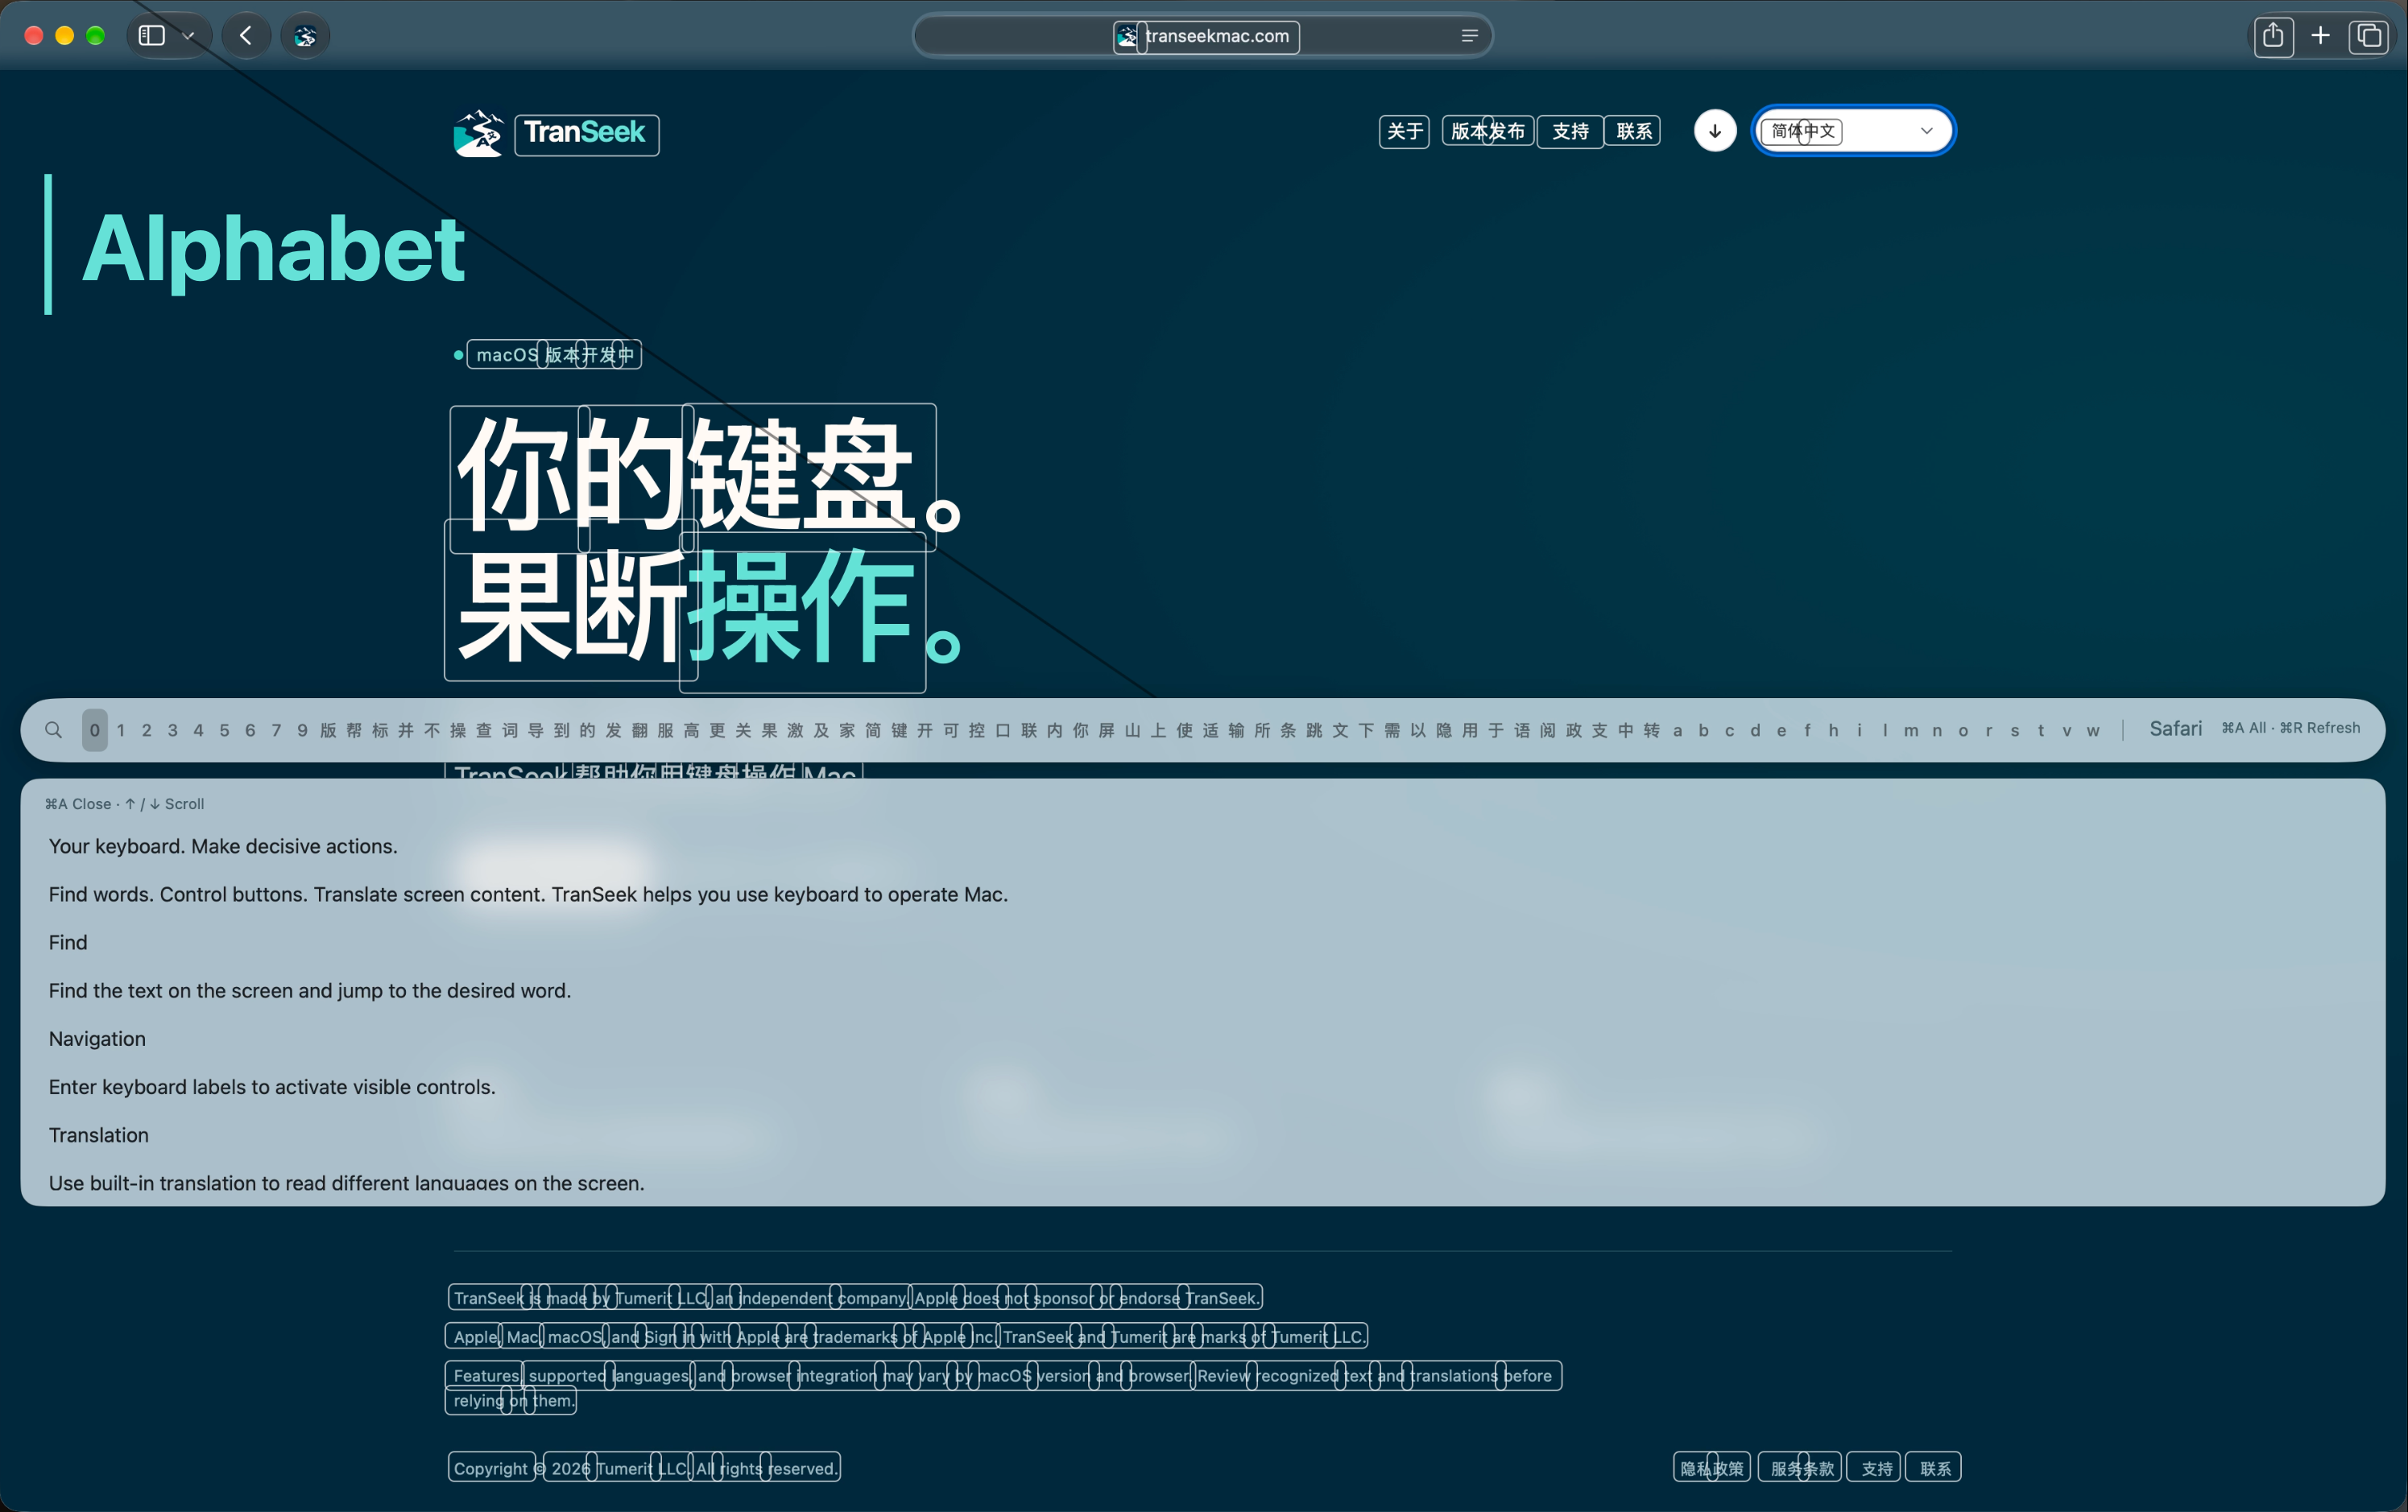 transeekmac.com
TranSeek
关于 版本发布 支持 联系 简体中文
Alphabet
macOS 版本开发中
你的键盘。
果断操作。
0 1 2 3 4 5 6 7 9 版 帮 标 并 不 操 查 词 导 到 的 发 翻 服 高 更 关 果 激 及 家 简 键 开 可 控 口 联 内 你 屏 山 上 使 适 输 所 条 跳 文 下 需 以 隐 用 于 语 阅 政 支 中 转 a b c d e f h i l m n o r s t v w Safari ⌘A All · ⌘R Refresh
TranSeek 帮助你用键盘操作 Mac
⌘A Close · ↑ / ↓ Scroll
Your keyboard. Make decisive actions.
Find words. Control buttons. Translate screen content. TranSeek helps you use keyboard to operate Mac.
Find
Find the text on the screen and jump to the desired word.
Navigation
Enter keyboard labels to activate visible controls.
Translation
Use built-in translation to read different languages on the screen.
TranSeek is made by Tumerit LLC, an independent company. Apple does not sponsor or endorse TranSeek.
Apple, Mac, macOS, and Sign in with Apple are trademarks of Apple Inc. TranSeek and Tumerit are marks of Tumerit LLC.
Features, supported languages, and browser integration may vary by macOS version and browser. Review recognized text and translations before
relying on them.
Copyright © 2026 Tumerit LLC. All rights reserved.
隐私政策 服务条款 支持 联系